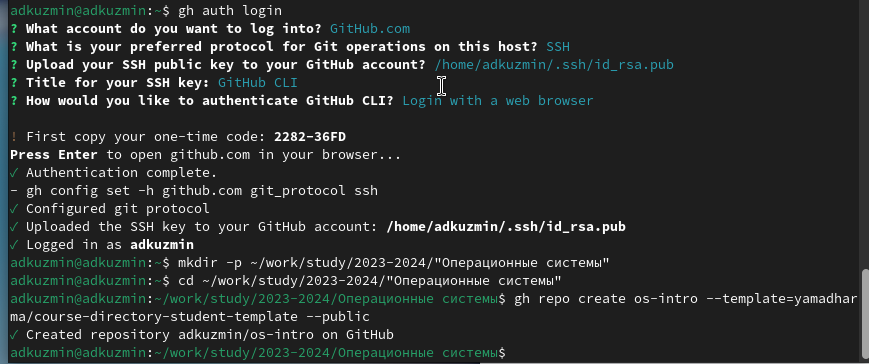 adkuzmin@adkuzmin:~$ gh auth login
? What account do you want to log into? GitHub.com
? What is your preferred protocol for Git operations on this host? SSH
? Upload your SSH public key to your GitHub account? /home/adkuzmin/.ssh/id_rsa.pub
? Title for your SSH key: GitHub CLI
? How would you like to authenticate GitHub CLI? Login with a web browser
! First copy your one-time code: 2282-36FD
Press Enter to open github.com in your browser...
✓ Authentication complete.
- gh config set -h github.com git_protocol ssh
✓ Configured git protocol
✓ Uploaded the SSH key to your GitHub account: /home/adkuzmin/.ssh/id_rsa.pub
✓ Logged in as adkuzmin
adkuzmin@adkuzmin:~$ mkdir -p ~/work/study/2023-2024/"Операционные системы"
adkuzmin@adkuzmin:~$ cd ~/work/study/2023-2024/"Операционные системы"
adkuzmin@adkuzmin:~/work/study/2023-2024/Операционные системы$ gh repo create os-intro --template=yamadhar
ma/course-directory-student-template --public
✓ Created repository adkuzmin/os-intro on GitHub
adkuzmin@adkuzmin:~/work/study/2023-2024/Операционные системы$